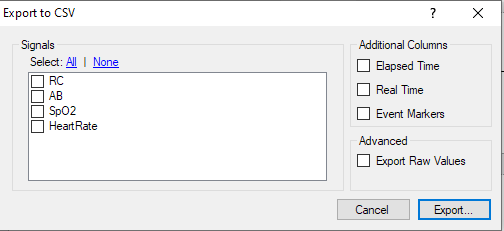 Export to CSV
? ×
Signals
Select: All | None
RC
AB
SpO2
HeartRate
Additional Columns
Elapsed Time
Real Time
Event Markers
Advanced
Export Raw Values
Cancel
Export...